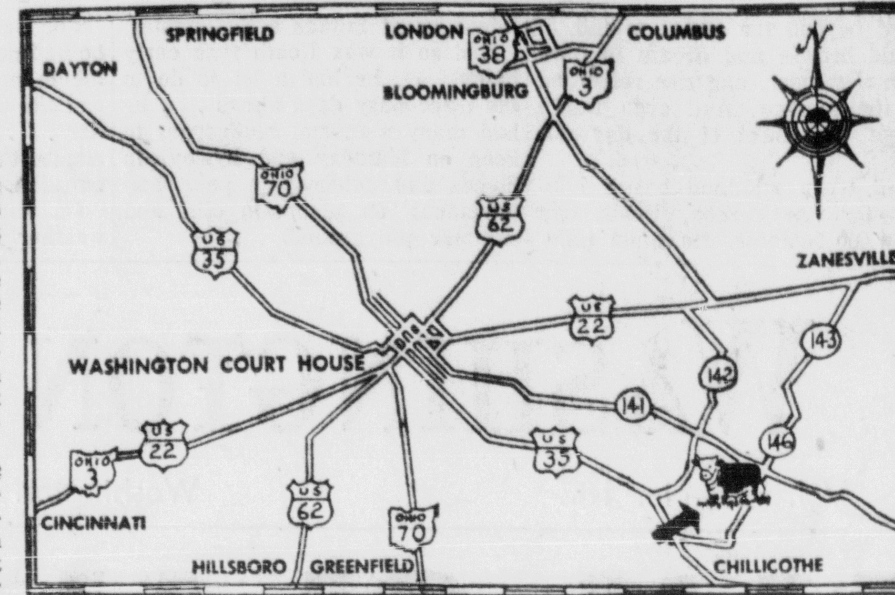 N
SPRINGFIELD
LONDON
COLUMBUS
DAYTON
OHIO
38
OHIO
3
BLOOMINGBURG
OHIO
70
US
62
US
35
ZANESVILLE
US
22
143
WASHINGTON COURT HOUSE
142
141
146
US
22
US
35
OHIO
3
US
62
OHIO
70
CINCINNATI
HILLSBORO
GREENFIELD
CHILLICOTHE